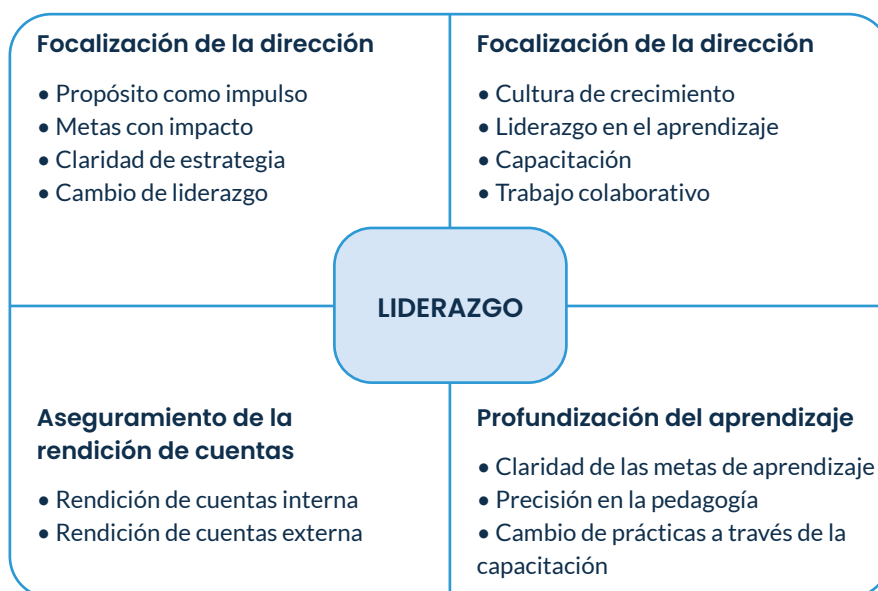 Focalización de la dirección
• Propósito como impulso
• Metas con impacto
• Claridad de estrategia
• Cambio de liderazgo
Focalización de la dirección
• Cultura de crecimiento
• Liderazgo en el aprendizaje
• Capacitación
• Trabajo colaborativo
LIDERAZGO
Aseguramiento de la
rendición de cuentas
• Rendición de cuentas interna
• Rendición de cuentas externa
Profundización del aprendizaje
• Claridad de las metas de aprendizaje
• Precisión en la pedagogía
• Cambio de prácticas a través de la
capacitación